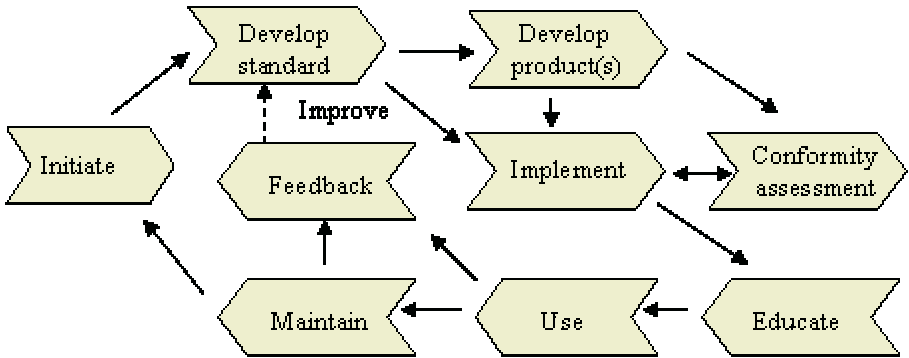 Develop
standard
Develop
product(s)
Improve
Initiate
Feedback
Implement
Conformity
assessment
Maintain
Use
Educate